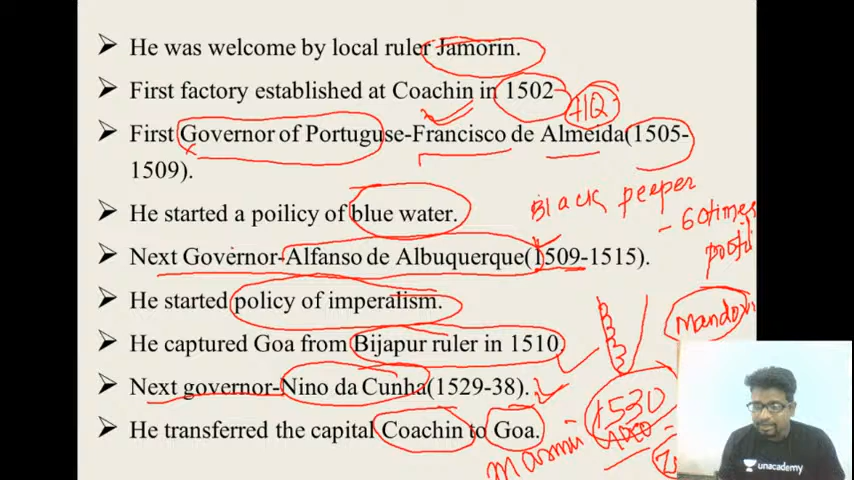 He was welcome by local ruler Jamorin.
First factory established at Coachin in 1502
HQ
First Governor of Portuguse-Francisco de Almeida(1505-
1509).
Black peeper
He started a poilicy of blue water.
- 60 times
Next Governor-Alfanso de Albuquerque(1509-1515).
He started policy of imperalism.
He captured Goa from Bijapur ruler in 1510
Next governor-Nino da Cunha(1529-38).
1530
He transferred the capital Coachin to Goa.
unacademy